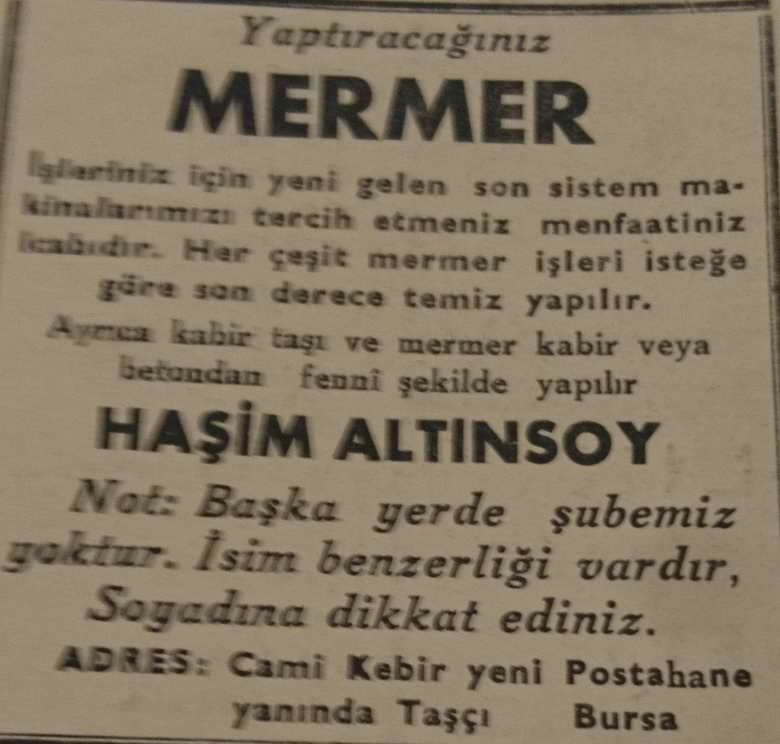 Yaptıracağınız
MERMER
İşleriniz için yeni gelen son sistem ma-
kinalarımızı tercih etmeniz menfaatiniz
icabıdır. Her çeşit mermer işleri isteğe
göre son derece temiz yapılır.
Ayrıca kabir taşı ve mermer kabir veya
betondan fenni şekilde yapılır
HAŞİM ALTINSOY
Not: Başka yerde şubemiz
yoktur. İsim benzerliği vardır,
Soyadına dikkat ediniz.
ADRES: Cami Kebir yeni Postahane
yanında Taşçı Bursa